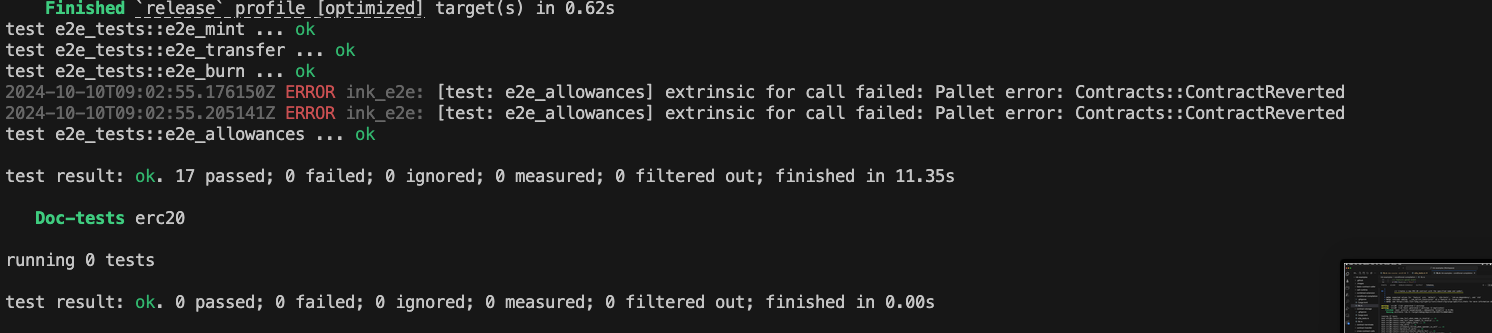 Finished `release` profile [optimized] target(s) in 0.62s
test e2e_tests::e2e_mint ... ok
test e2e_tests::e2e_transfer ... ok
test e2e_tests::e2e_burn ... ok
2024-10-10T09:02:55.176150Z ERROR ink_e2e: [test: e2e_allowances] extrinsic for call failed: Pallet error: Contracts::ContractReverted
2024-10-10T09:02:55.205141Z ERROR ink_e2e: [test: e2e_allowances] extrinsic for call failed: Pallet error: Contracts::ContractReverted
test e2e_tests::e2e_allowances ... ok
test result: ok. 17 passed; 0 failed; 0 ignored; 0 measured; 0 filtered out; finished in 11.35s
Doc-tests erc20
running 0 tests
test result: ok. 0 passed; 0 failed; 0 ignored; 0 measured; 0 filtered out; finished in 0.00s